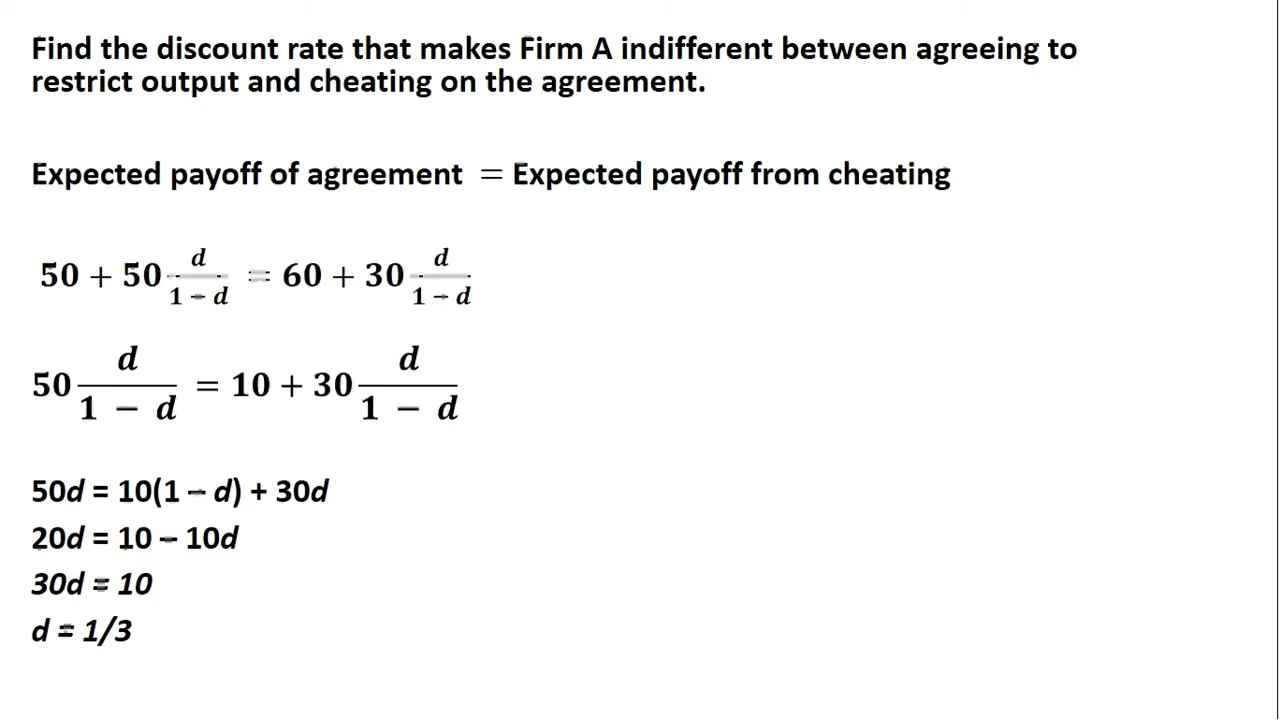 Find the discount rate that makes Firm A indifferent between agreeing to
restrict output and cheating on the agreement.
Expected payoff of agreement = Expected payoff from cheating
50 + 50 d/(1 − d) = 60 + 30 d/(1 − d)
50 d/(1 − d) = 10 + 30 d/(1 − d)
50d = 10(1 – d) + 30d
20d = 10 – 10d
30d = 10
d = 1/3